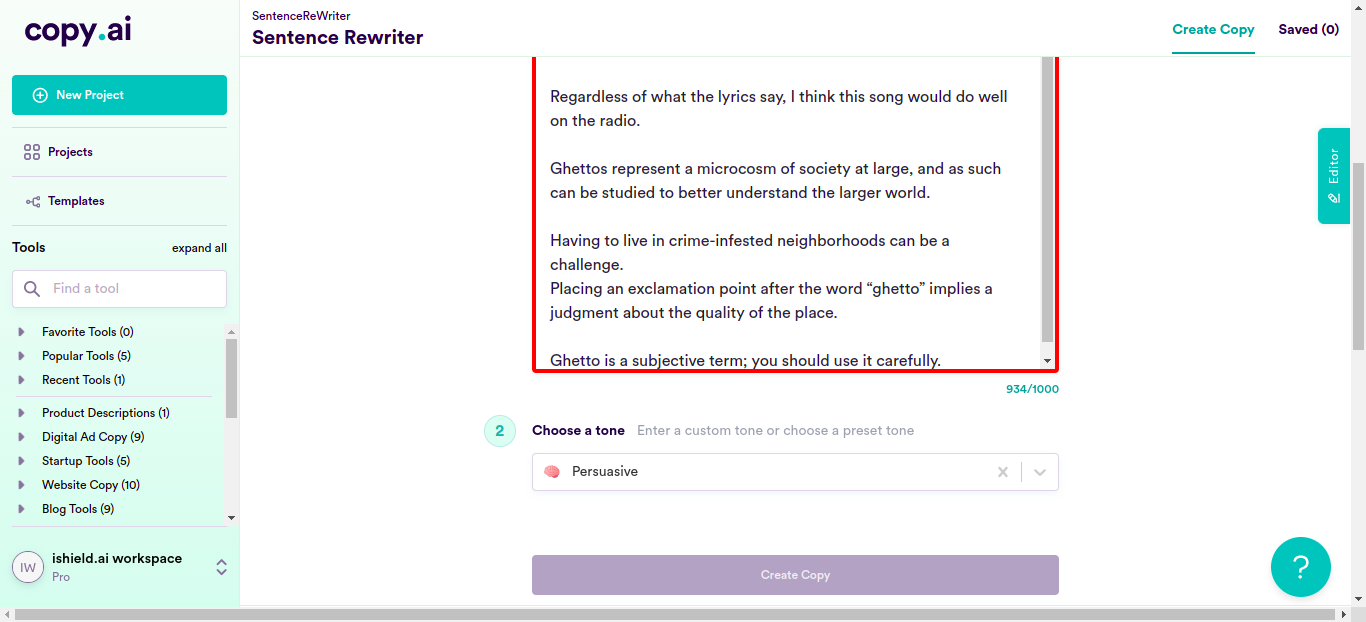 copy.ai
New Project
Projects
Templates
Tools
expand all
Find a tool
Favorite Tools (0)
Popular Tools (5)
Recent Tools (1)
Product Descriptions (1)
Digital Ad Copy (9)
Startup Tools (5)
Website Copy (10)
Blog Tools (9)
IW
ishield.ai workspace
Pro
SentenceReWriter
Sentence Rewriter
Create Copy
Saved (0)
Regardless of what the lyrics say, I think this song would do well
on the radio.
Ghettos represent a microcosm of society at large, and as such
can be studied to better understand the larger world.
Having to live in crime-infested neighborhoods can be a
challenge.
Placing an exclamation point after the word “ghetto” implies a
judgment about the quality of the place.
Ghetto is a subjective term; you should use it carefully.
934/1000
2
Choose a tone
Enter a custom tone or choose a preset tone
Persuasive
Create Copy
Editor
?